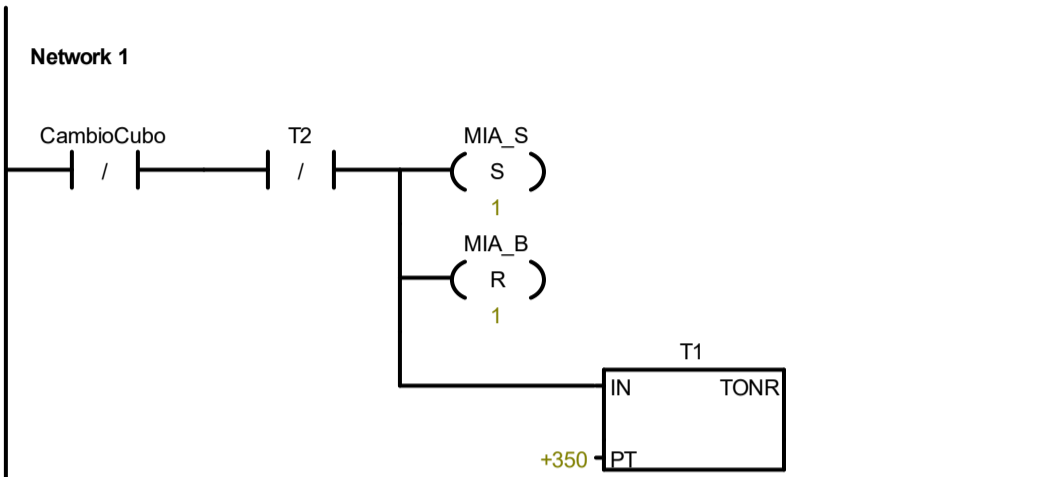 Network 1
CambioCubo T2 MIA_S
/ / S
1
MIA_B
R
1
T1
IN TONR
+350 PT